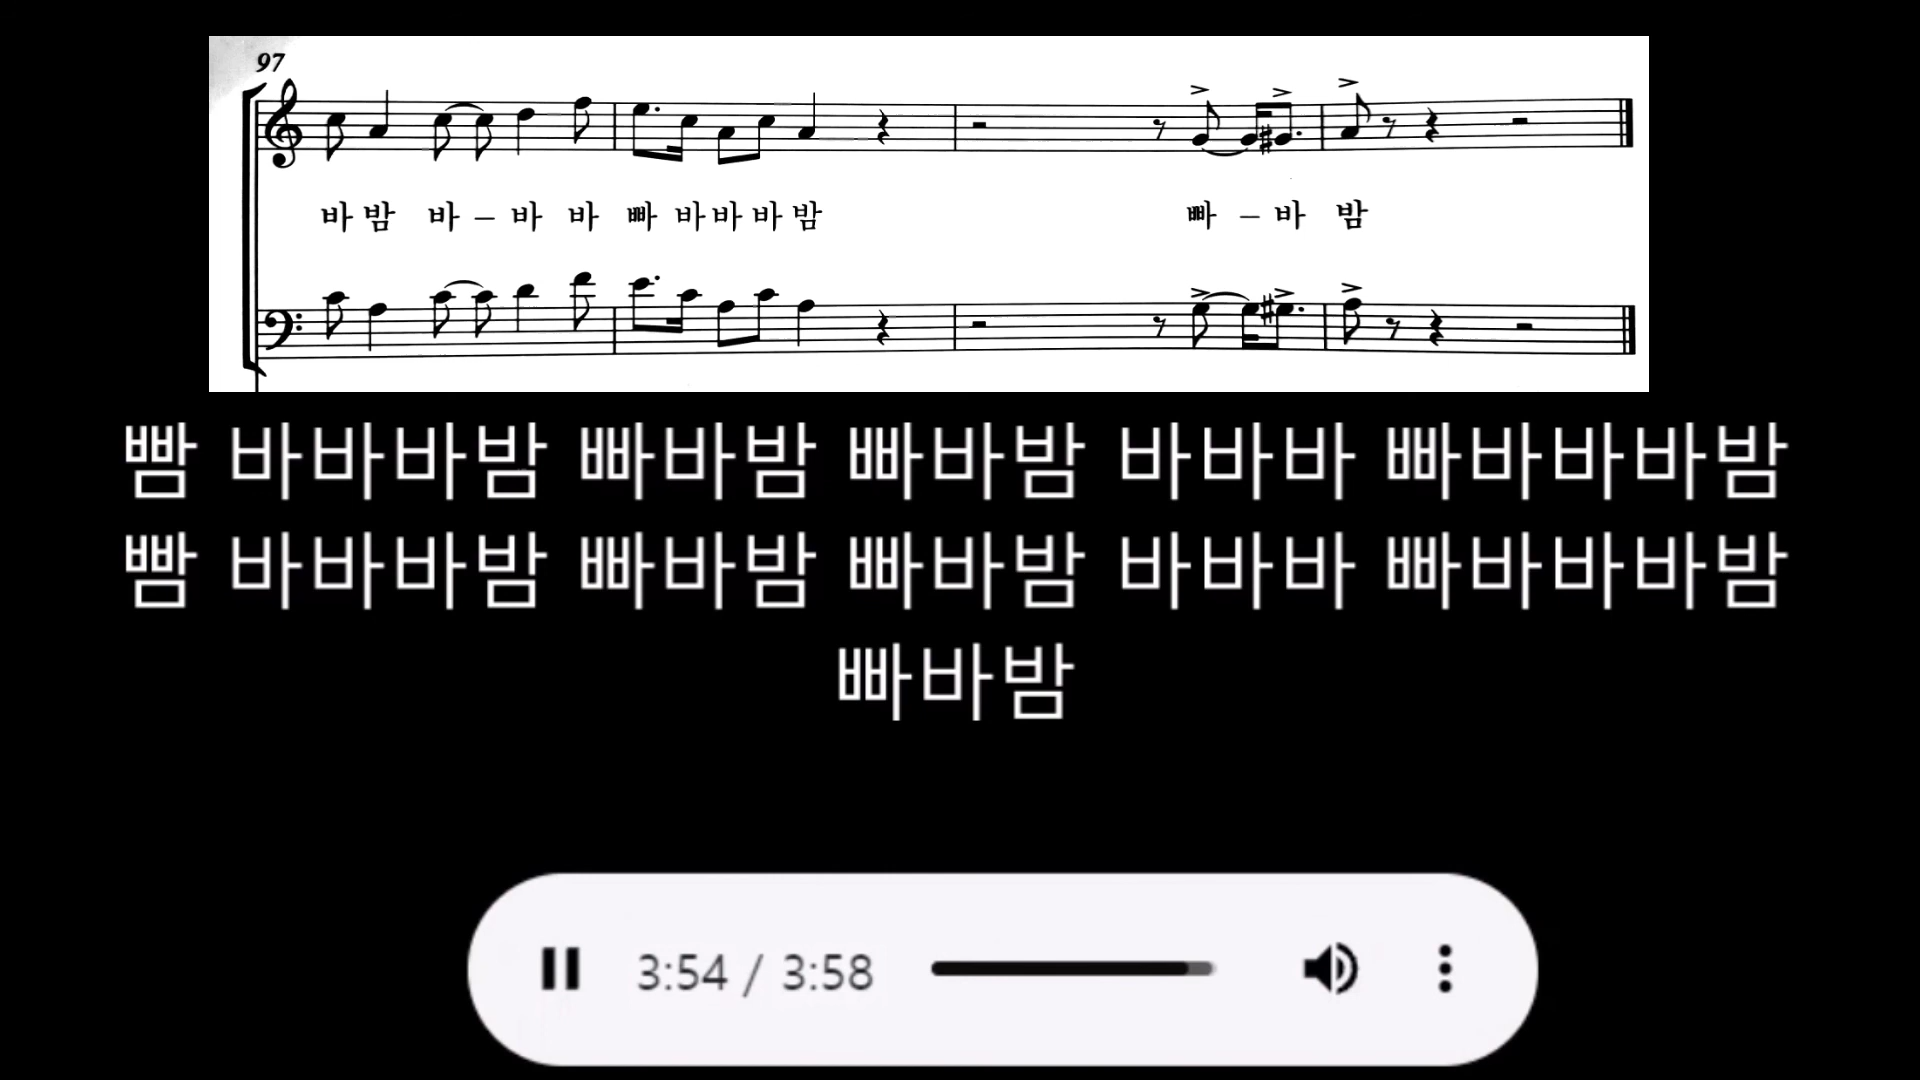 97
바 밤 바 – 바 바 빠 바 바 바 밤 빠 – 바 밤
빰 바바바밤 빠바밤 빠바밤 바바바 빠바바바밤
빰 바바바밤 빠바밤 빠바밤 바바바 빠바바바밤
빠바밤
3:54 / 3:58